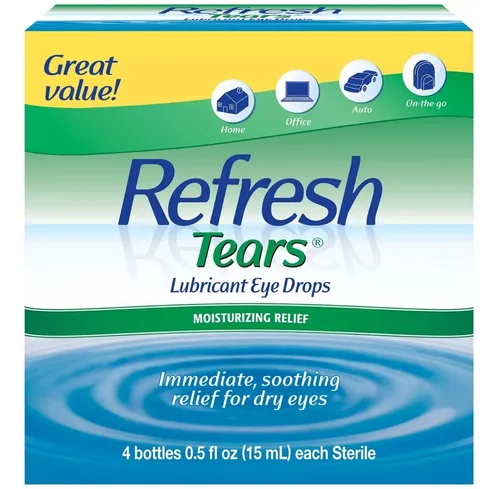 Refresh
Tears
Great
value!
Home
Office
Auto
On-the-go
Refresh
Tears®
Lubricant Eye Drops
MOISTURIZING RELIEF
Immediate, soothing
relief for dry eyes
4 bottles 0.5 fl oz (15 mL) each Sterile